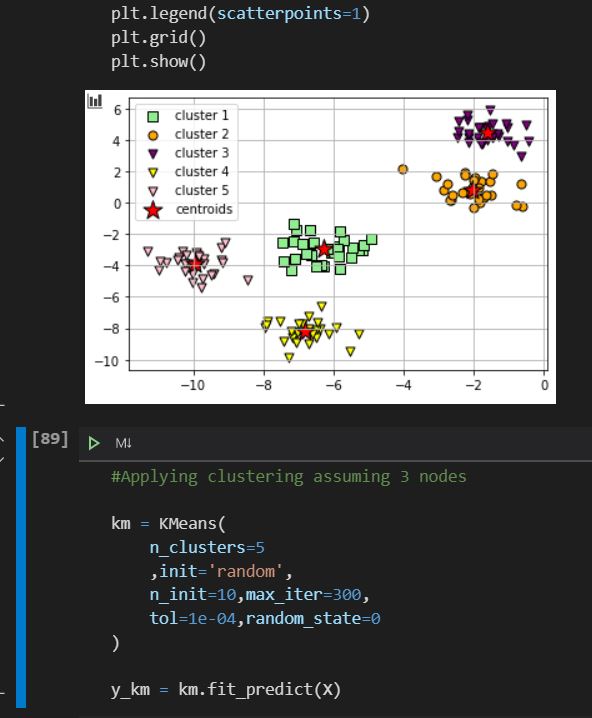 plt.legend(scatterpoints=1)
plt.grid()
plt.show()
cluster 1
cluster 2
cluster 3
cluster 4
cluster 5
centroids
6
4
2
0
−2
−4
−6
−8
−10
−10 −8 −6 −4 −2 0
[89] M↓
#Applying clustering assuming 3 nodes
km = KMeans(
n_clusters=5
,init='random',
n_init=10,max_iter=300,
tol=1e-04,random_state=0
)
y_km = km.fit_predict(X)